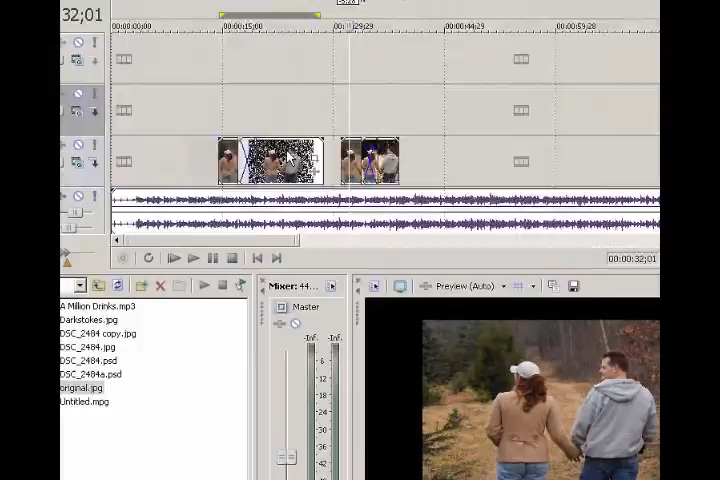 32;01
00:00:00;00 00:00:15;00 00:00:29;29 00:00:44;29 00:00:59;28
00:00:32;01
Mixer: 44...
Preview (Auto)
A Million Drinks.mp3
Darkstokes.jpg
DSC_2484 copy.jpg
DSC_2484.jpg
DSC_2484.psd
DSC_2484a.psd
original.jpg
Untitled.mpg
Master
-Inf. -Inf.
6
12
18
24
30
36
42